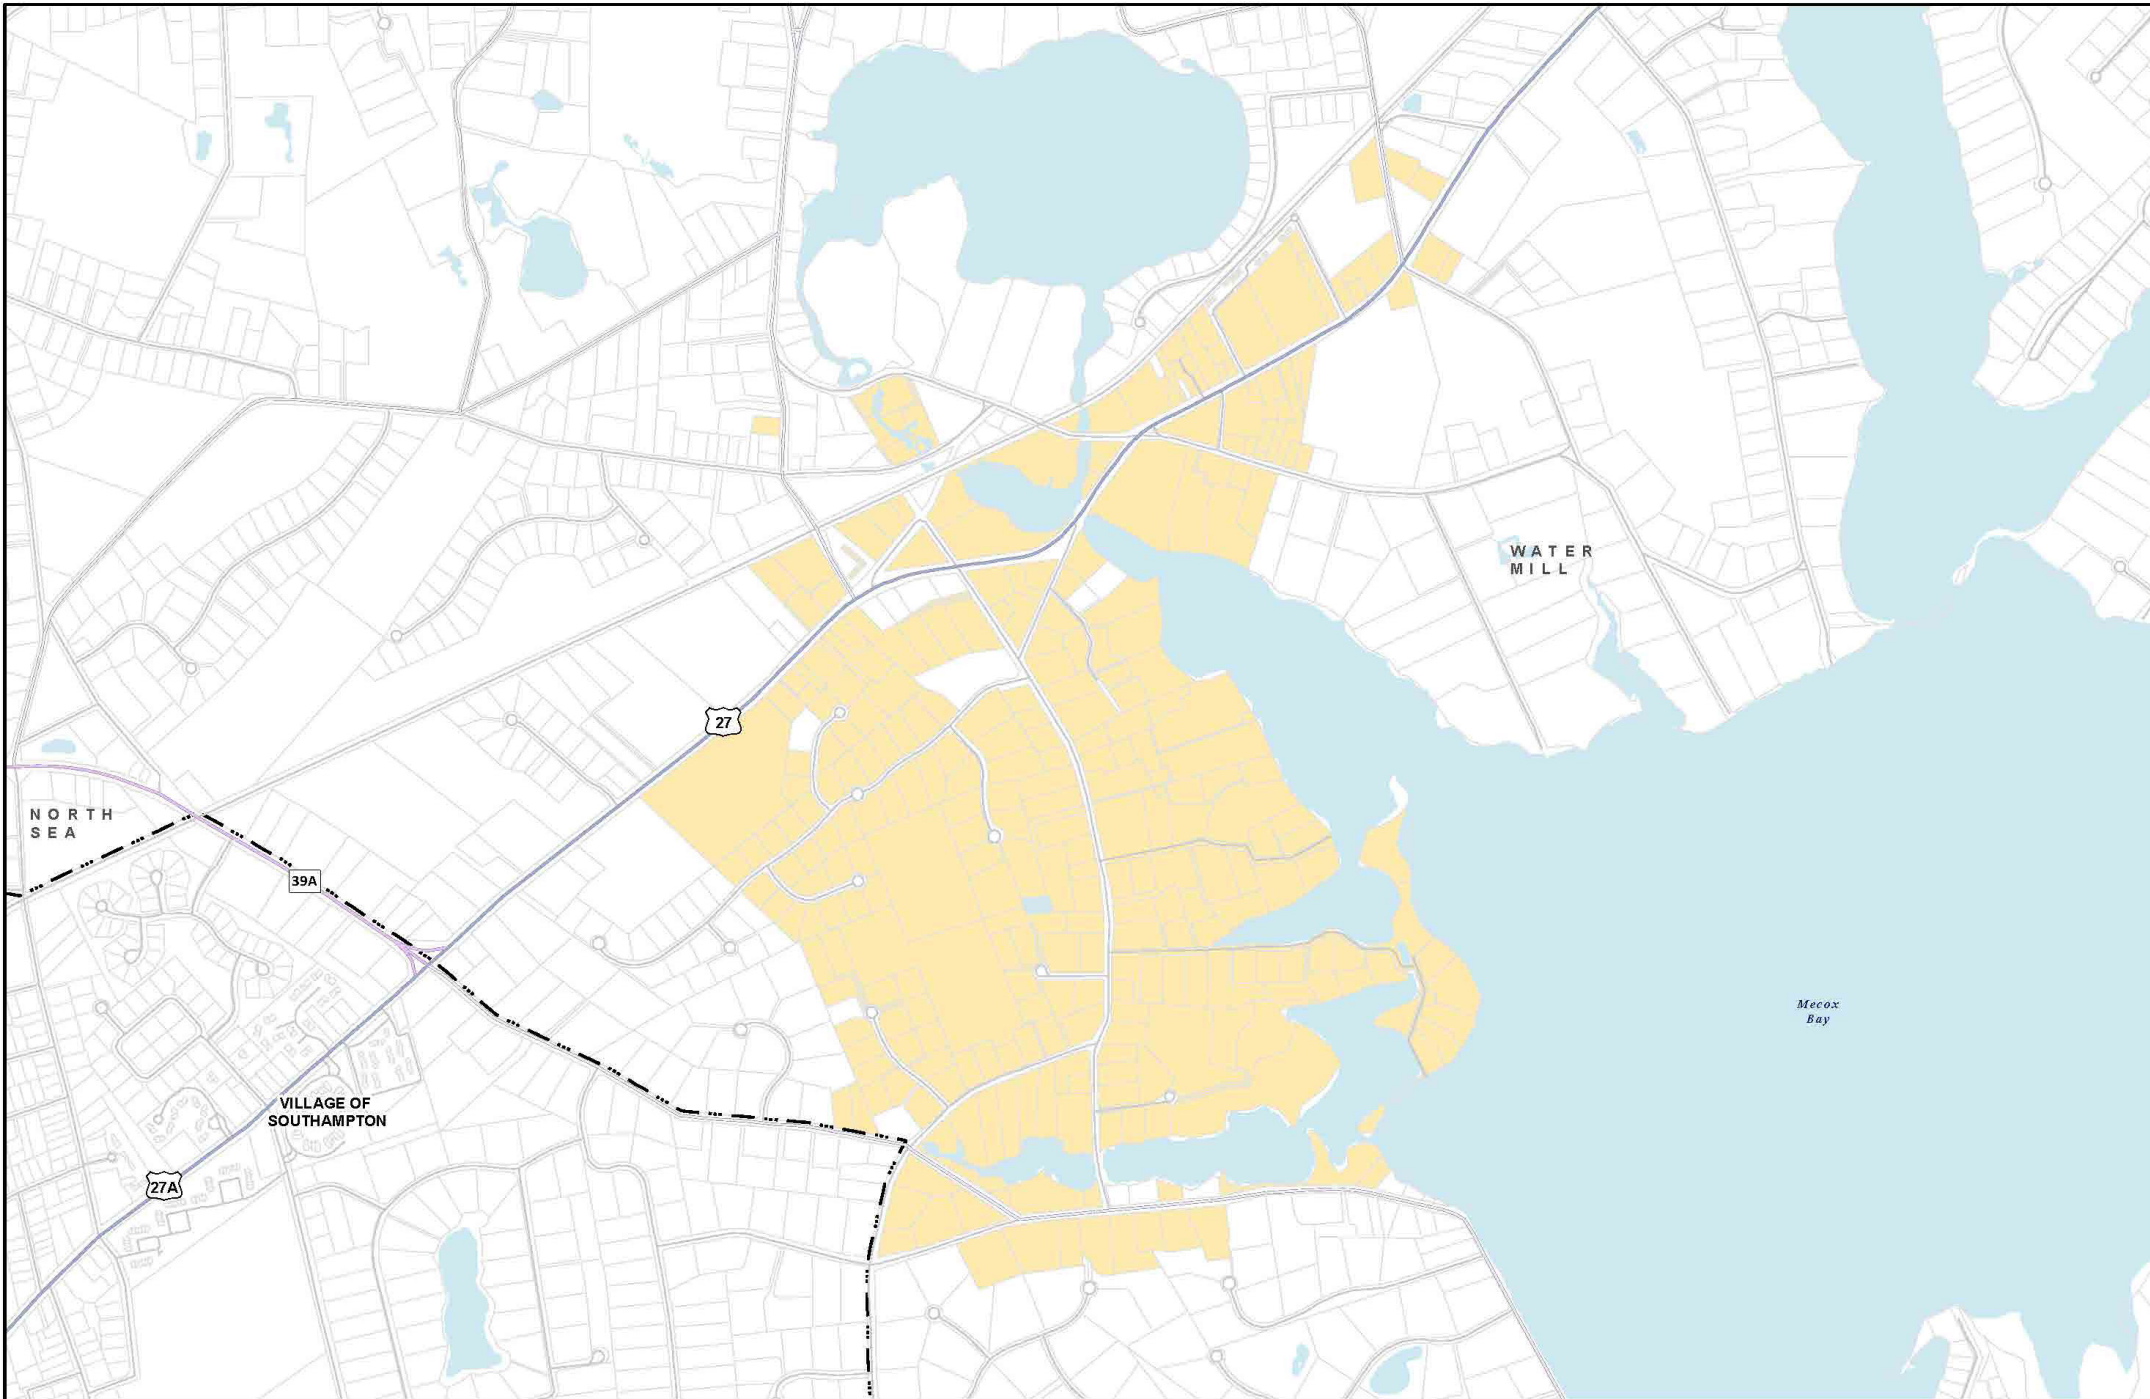 WATER
MILL
27
NORTH
SEA
39A
Mecox
Bay
VILLAGE OF
SOUTHAMPTON
27A